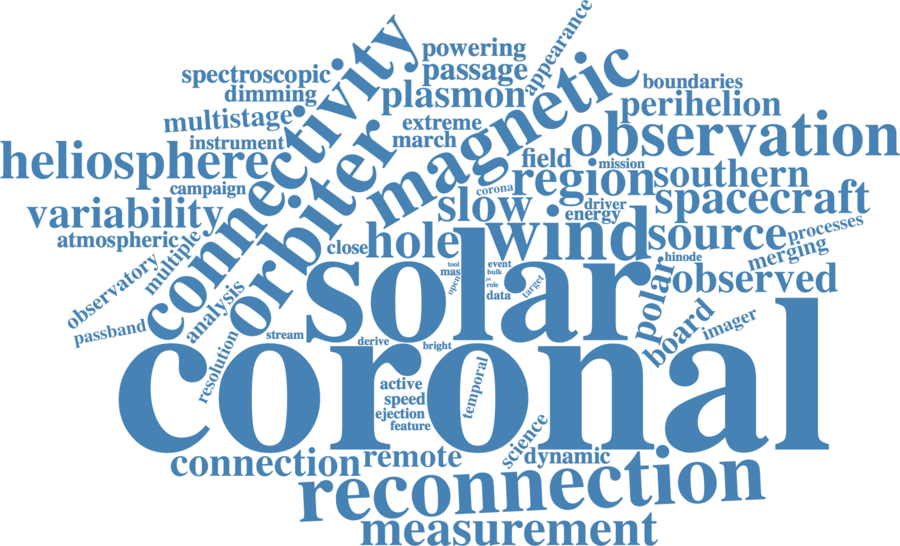 powering
appearance
spectroscopic
passage
boundaries
dimming
plasmon
perihelion
connectivity
magnetic
multistage
extreme
observation
instrument
march
heliosphere
orbiter
field
mission
campaign
corona
region
southern
variability
slow
driver
spacecraft
energy
atmospheric
multiple
close
hole
wind
source
processes
observatory
merging
hinode
tool
event
mas
bulk
open
role
data
target
polar
observed
solar
passband
analysis
stream
board
imager
derive
bright
resolution
coronal
active
temporal
speed
ejection
feature
science
connection
remote
dynamic
reconnection
measurement